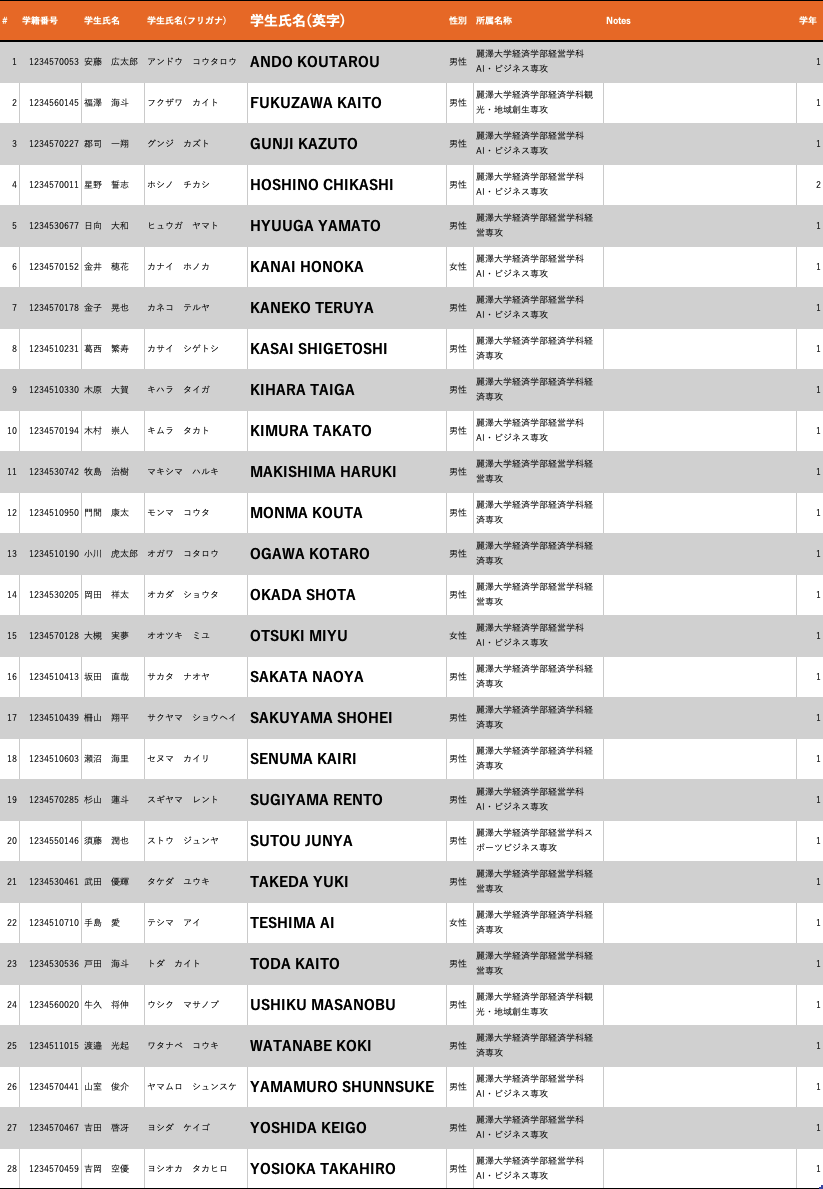 # 学籍番号 学生氏名 学生氏名(フリガナ) 学生氏名(英字) 性別 所属名称 Notes 学年
1 1234570053 安藤 広太郎 アンドウ コウタロウ ANDO KOUTAROU 男性 麗澤大学経済学部経営学科 1
AI・ビジネス専攻
2 1234560145 福澤 海斗 フクザワ カイト FUKUZAWA KAITO 男性 麗澤大学経済学部経済学科観 1
光・地域創生専攻
3 1234570227 郡司 一翔 グンジ カズト GUNJI KAZUTO 男性 麗澤大学経済学部経営学科 1
AI・ビジネス専攻
4 1234570011 星野 誓志 ホシノ チカシ HOSHINO CHIKASHI 男性 麗澤大学経済学部経営学科 2
AI・ビジネス専攻
5 1234530677 日向 大和 ヒュウガ ヤマト HYUUGA YAMATO 男性 麗澤大学経済学部経営学科経 1
営専攻
6 1234570152 金井 穂花 カナイ ホノカ KANAI HONOKA 女性 麗澤大学経済学部経営学科 1
AI・ビジネス専攻
7 1234570178 金子 晃也 カネコ テルヤ KANEKO TERUYA 男性 麗澤大学経済学部経営学科 1
AI・ビジネス専攻
8 1234510231 葛西 繁寿 カサイ シゲトシ KASAI SHIGETOSHI 男性 麗澤大学経済学部経済学科経 1
済専攻
9 1234510330 木原 大賀 キハラ タイガ KIHARA TAIGA 男性 麗澤大学経済学部経済学科経 1
済専攻
10 1234570194 木村 崇人 キムラ タカト KIMURA TAKATO 男性 麗澤大学経済学部経営学科 1
AI・ビジネス専攻
11 1234530742 牧島 治樹 マキシマ ハルキ MAKISHIMA HARUKI 男性 麗澤大学経済学部経営学科経 1
営専攻
12 1234510950 門間 康太 モンマ コウタ MONMA KOUTA 男性 麗澤大学経済学部経済学科経 1
済専攻
13 1234510190 小川 虎太郎 オガワ コタロウ OGAWA KOTARO 男性 麗澤大学経済学部経済学科経 1
済専攻
14 1234530205 岡田 祥太 オカダ ショウタ OKADA SHOTA 男性 麗澤大学経済学部経営学科経 1
営専攻
15 1234570128 大槻 実夢 オオツキ ミユ OTSUKI MIYU 女性 麗澤大学経済学部経営学科 1
AI・ビジネス専攻
16 1234510413 坂田 直哉 サカタ ナオヤ SAKATA NAOYA 男性 麗澤大学経済学部経済学科経 1
済専攻
17 1234510439 柵山 翔平 サクヤマ ショウヘイ SAKUYAMA SHOHEI 男性 麗澤大学経済学部経済学科経 1
済専攻
18 1234510603 瀬沼 海里 セヌマ カイリ SENUMA KAIRI 男性 麗澤大学経済学部経済学科経 1
済専攻
19 1234570285 杉山 蓮斗 スギヤマ レント SUGIYAMA RENTO 男性 麗澤大学経済学部経営学科 1
AI・ビジネス専攻
20 1234550146 須藤 潤也 ストウ ジュンヤ SUTOU JUNYA 男性 麗澤大学経済学部経営学科ス 1
ポーツビジネス専攻
21 1234530461 武田 優輝 タケダ ユウキ TAKEDA YUKI 男性 麗澤大学経済学部経営学科経 1
営専攻
22 1234510710 手島 愛 テシマ アイ TESHIMA AI 女性 麗澤大学経済学部経済学科経 1
済専攻
23 1234530536 戸田 海斗 トダ カイト TODA KAITO 男性 麗澤大学経済学部経営学科経 1
営専攻
24 1234560020 牛久 将伸 ウシク マサノブ USHIKU MASANOBU 男性 麗澤大学経済学部経済学科観 1
光・地域創生専攻
25 1234511015 渡邉 光起 ワタナベ コウキ WATANABE KOKI 男性 麗澤大学経済学部経済学科経 1
済専攻
26 1234570441 山室 俊介 ヤマムロ シュンスケ YAMAMURO SHUNNSUKE 男性 麗澤大学経済学部経営学科 1
AI・ビジネス専攻
27 1234570467 吉田 啓冴 ヨシダ ケイゴ YOSHIDA KEIGO 男性 麗澤大学経済学部経営学科 1
AI・ビジネス専攻
28 1234570459 吉岡 空優 ヨシオカ タカヒロ YOSIOKA TAKAHIRO 男性 麗澤大学経済学部経営学科 1
AI・ビジネス専攻